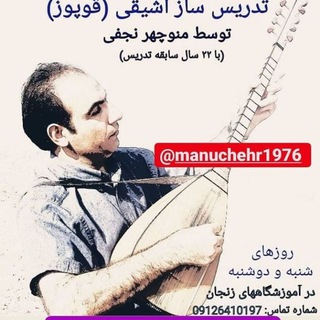 تدریس ساز آشیقی (قوپوز)
توسط منوچهر نجفی
(با ۲۲ سال سابقه تدریس)
@manuchehr1976
روزهای
شنبه و دوشنبه
در آموزشگاههای زنجان
شماره تماس: 09126410197